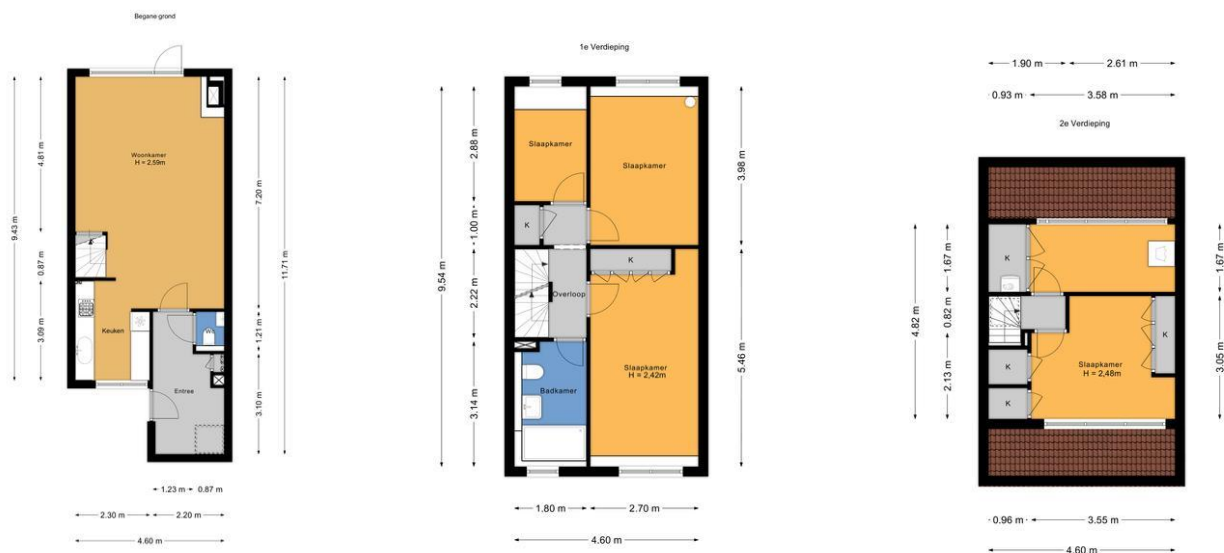 Begane grond
Woonkamer
H = 2.59m
Keuken
Entree
9.43 m
4.81 m
0.87 m
3.09 m
7.20 m
1.21 m
3.10 m
11.71 m
1.23 m
0.87 m
2.30 m
2.20 m
4.60 m
1e Verdieping
Slaapkamer
Slaapkamer
K
K
Overloop
Slaapkamer
H = 2,42m
Badkamer
9.54 m
2.88 m
1.00 m
2.22 m
3.14 m
3.98 m
5.46 m
1.80 m
2.70 m
4.60 m
1.90 m
2.61 m
0.93 m
3.58 m
2e Verdieping
K
K
Slaapkamer
H = 2,48m
K
K
4.82 m
1.67 m
0.82 m
2.13 m
1.67 m
3.05 m
0.96 m
3.55 m
4.60 m